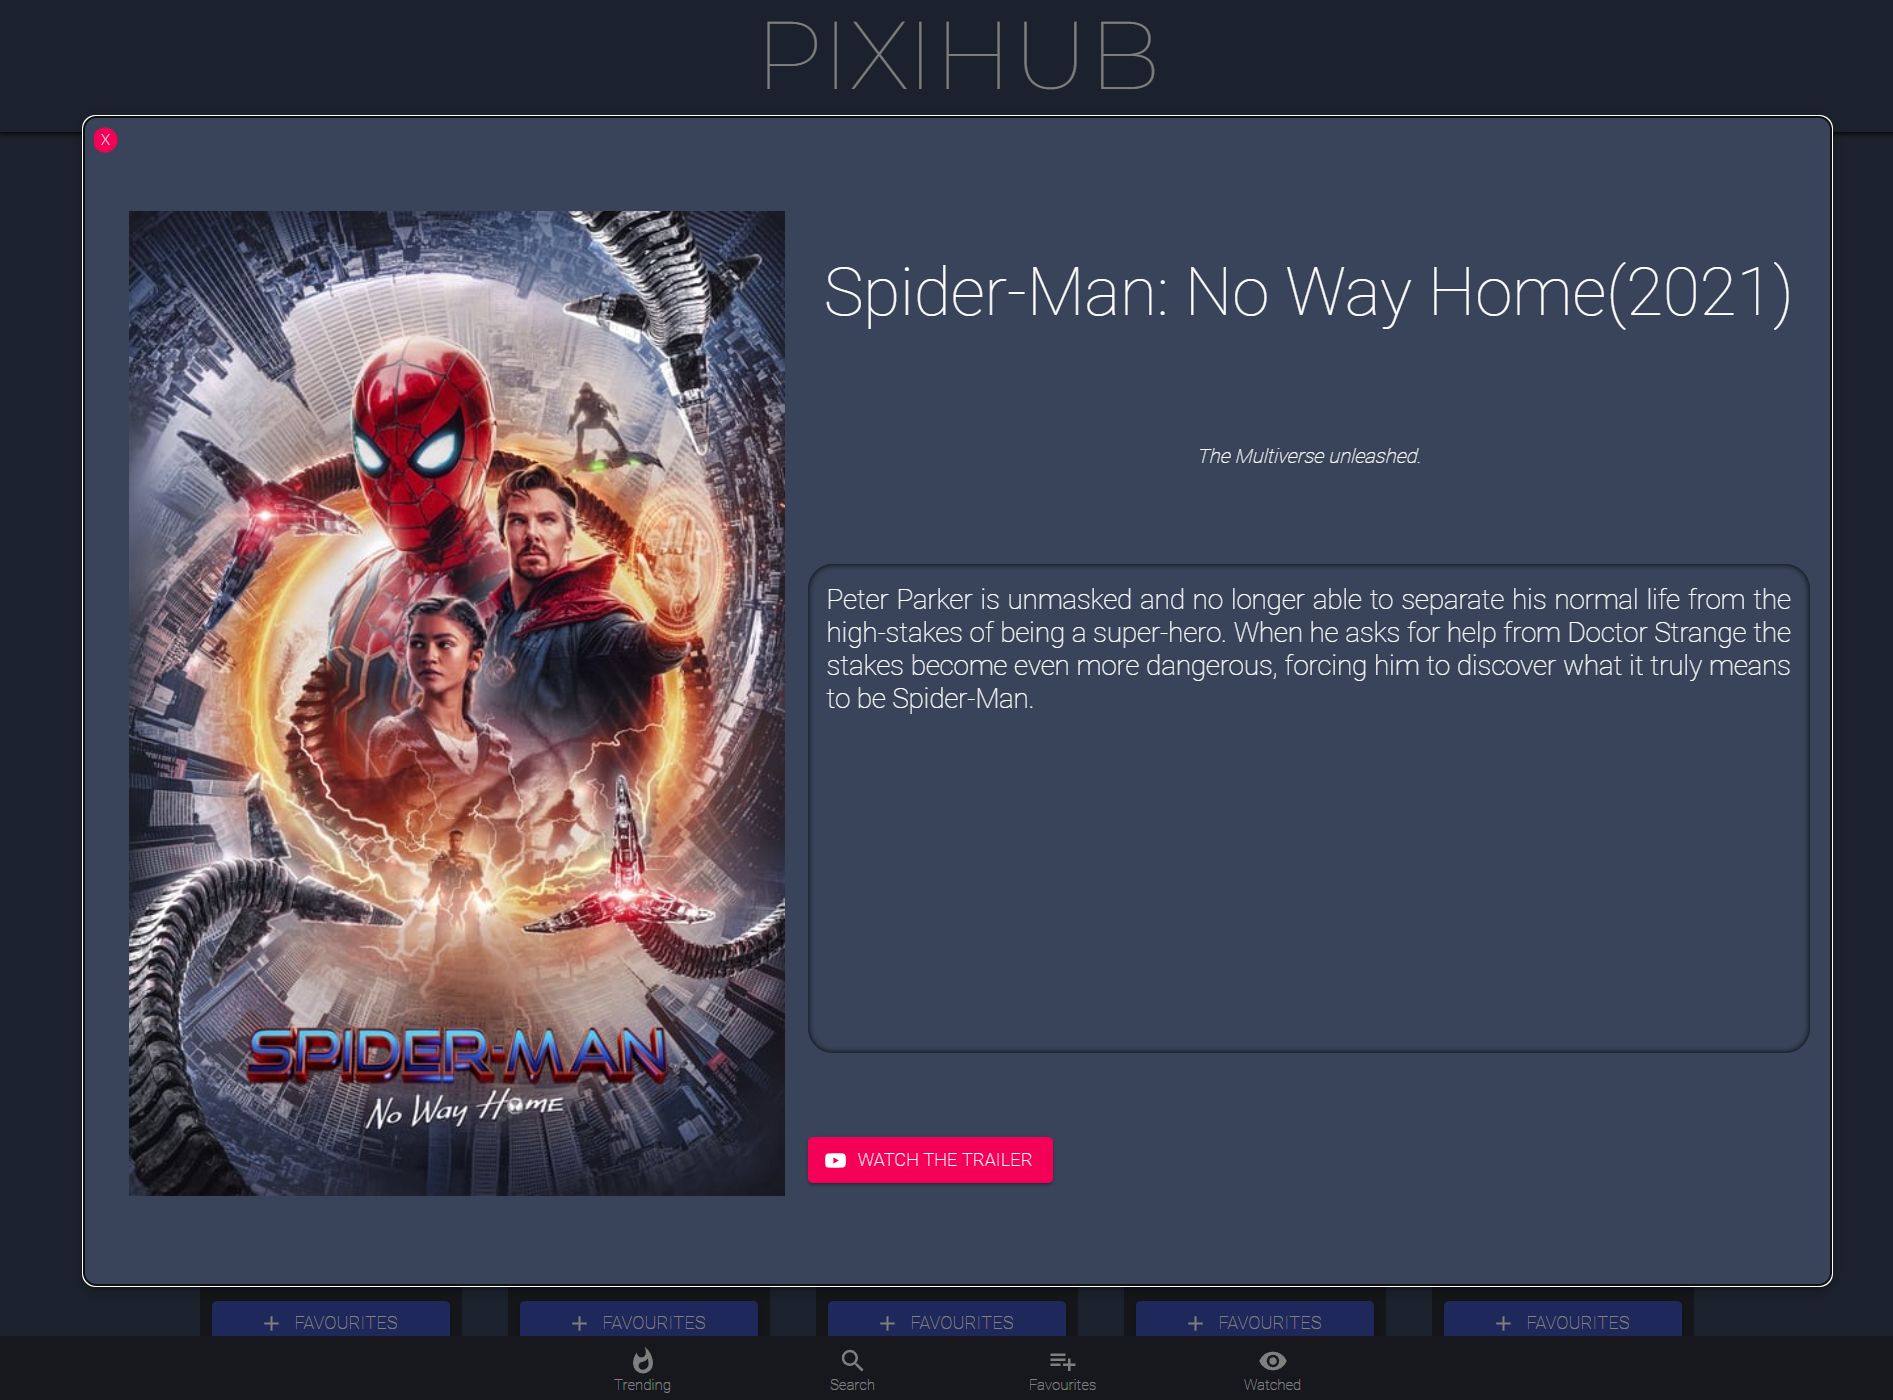 PIXIHUB
X
Spider-Man: No Way Home(2021)
The Multiverse unleashed.
Peter Parker is unmasked and no longer able to separate his normal life from the
high-stakes of being a super-hero. When he asks for help from Doctor Strange the
stakes become even more dangerous, forcing him to discover what it truly means
to be Spider-Man.
SPIDER-MAN
No Way Home
WATCH THE TRAILER
+ FAVOURITES
+ FAVOURITES
+ FAVOURITES
+ FAVOURITES
+ FAVOURITES
Trending
Search
Favourites
Watched